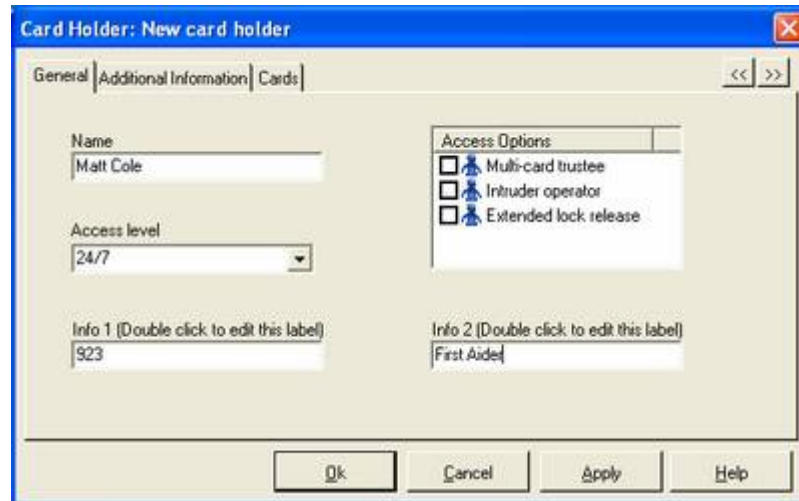 Card Holder: New card holder
General Additional Information Cards << >>
Name
Matt Cole
Access Options
Multi-card trustee
Intruder operator
Extended lock release
Access level
24/7
Info 1 (Double click to edit this label)
923
Info 2 (Double click to edit this label)
First Aider
Ok Cancel Apply Help